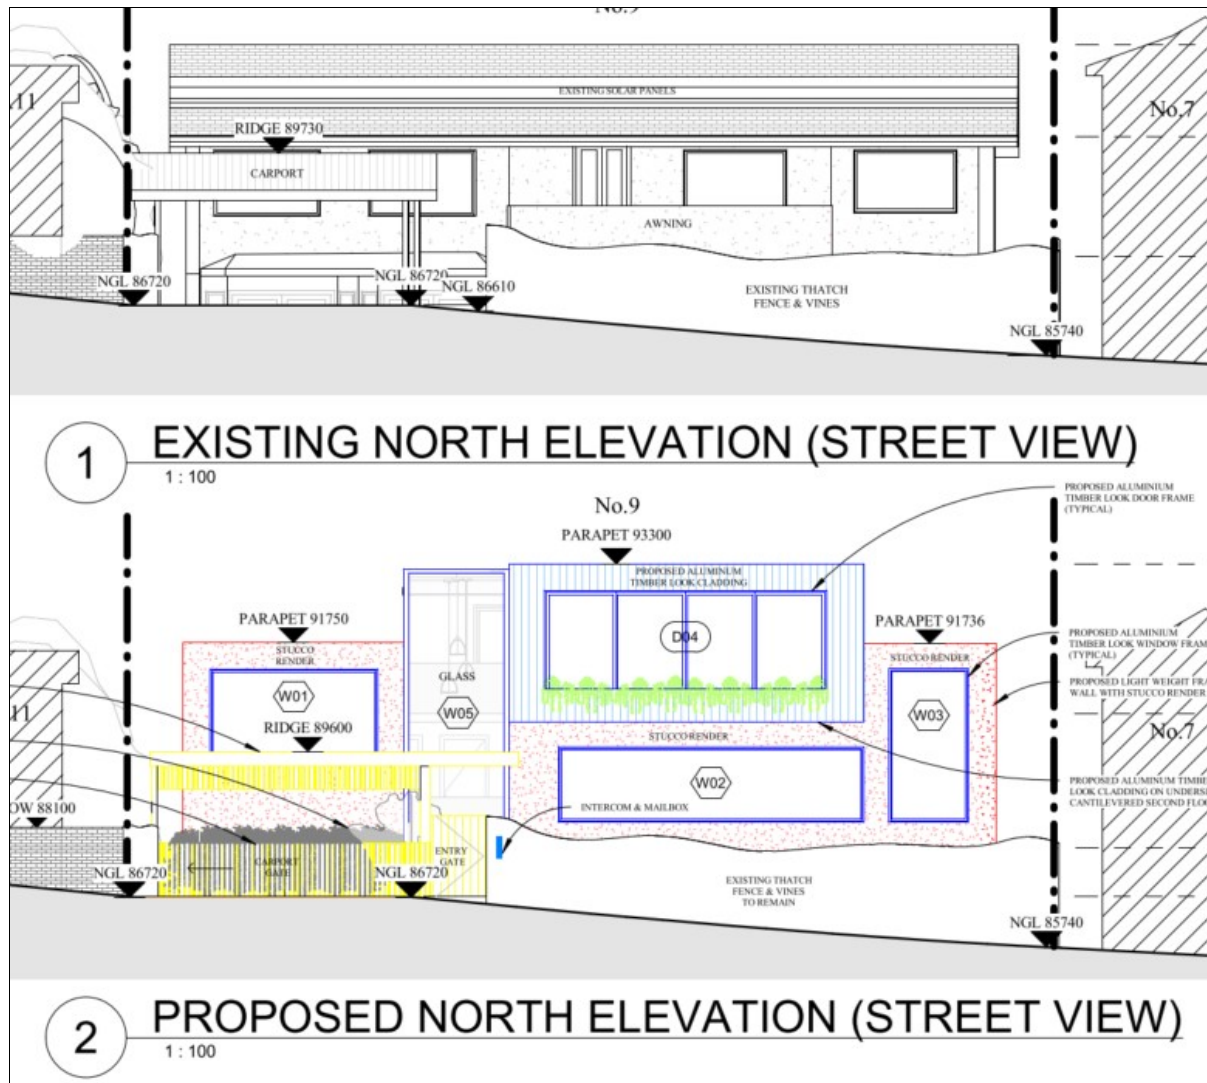 No.9
EXISTING SOLAR PANELS
11
No.7
RIDGE 89730
CARPORT
AWNING
NGL 86720
NGL 86720
NGL 86610
EXISTING THATCH
FENCE & VINES
NGL 85740
1
EXISTING NORTH ELEVATION (STREET VIEW)
1 : 100
PROPOSED ALUMINIUM
TIMBER LOOK DOOR FRAME
(TYPICAL)
No.9
PARAPET 93300
PROPOSED ALUMINUM
TIMBER LOOK CLADDING
PARAPET 91750
PARAPET 91736
STUCCO
RENDER
D04
STUCCO RENDER
PROPOSED ALUMINIUM
TIMBER LOOK WINDOW FRAM
(TYPICAL)
GLASS
PROPOSED LIGHT WEIGHT FRA
WALL WITH STUCCO RENDER
W01
W05
W03
11
RIDGE 89600
STUCCO RENDER
No.7
W02
PROPOSED ALUMINUM TIMBE
LOOK CLADDING ON UNDERSI
CANTILEVERED SECOND FLO
OW 88100
INTERCOM & MAILBOX
ENTRY
GATE
CARPORT
GATE
NGL 86720
NGL 86720
EXISTING THATCH
FENCE & VINES
TO REMAIN
NGL 85740
2
PROPOSED NORTH ELEVATION (STREET VIEW)
1 : 100